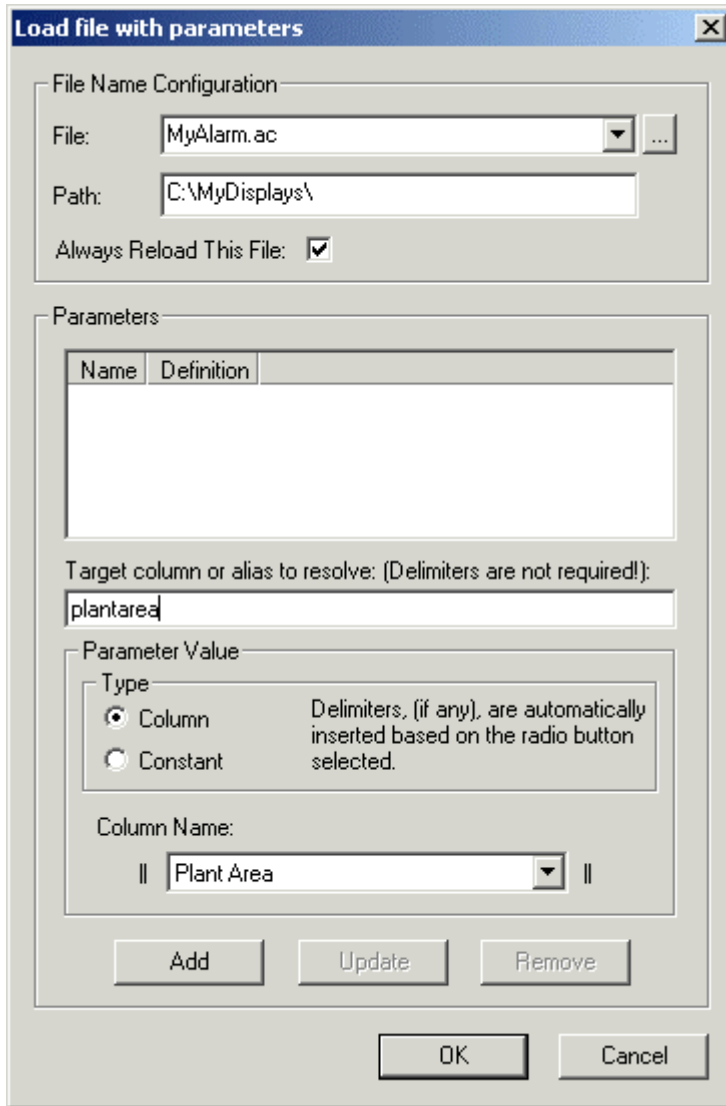 Load file with parameters
File Name Configuration
File: MyAlarm.ac ...
Path: C:\MyDisplays\
Always Reload This File:
Parameters
Name Definition
Target column or alias to resolve: (Delimiters are not required!):
plantarea
Parameter Value
Type
Column
Constant
Delimiters, (if any), are automatically
inserted based on the radio button
selected.
Column Name:
|| Plant Area ||
Add Update Remove
OK Cancel